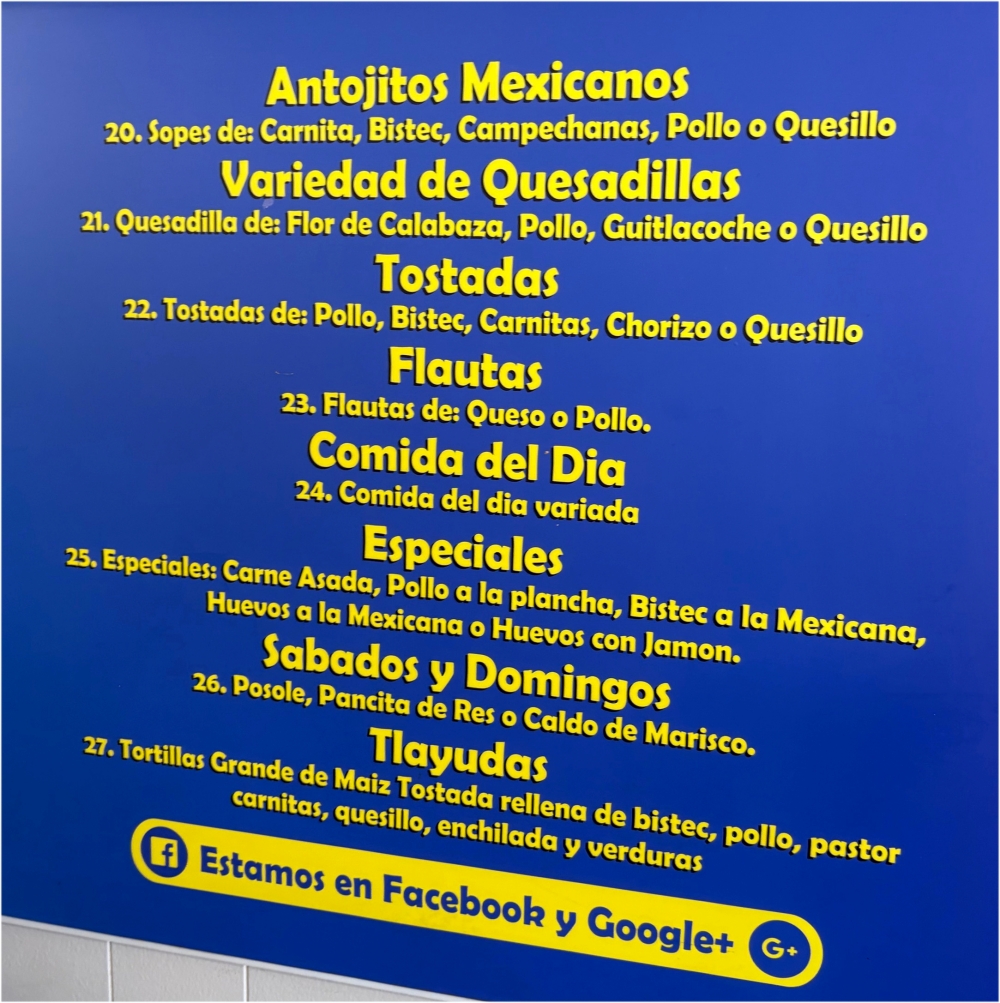 Antojitos Mexicanos
20. Sopes de: Carnita, Bistec, Campechanas, Pollo o Quesillo
Variedad de Quesadillas
21. Quesadilla de: Flor de Calabaza, Pollo, Guitlacoche o Quesillo
Tostadas
22. Tostadas de: Pollo, Bistec, Carnitas, Chorizo o Quesillo
Flautas
23. Flautas de: Queso o Pollo.
Comida del Dia
24. Comida del dia variada
Especiales
25. Especiales: Carne Asada, Pollo a la plancha, Bistec a la Mexicana,
Huevos a la Mexicana o Huevos con Jamon.
Sabados y Domingos
26. Posole, Pancita de Res o Caldo de Marisco.
Tlayudas
27. Tortillas Grande de Maiz Tostada rellena de bistec, pollo, pastor
carnitas, quesillo, enchilada y verduras
f Estamos en Facebook y Google+ G+